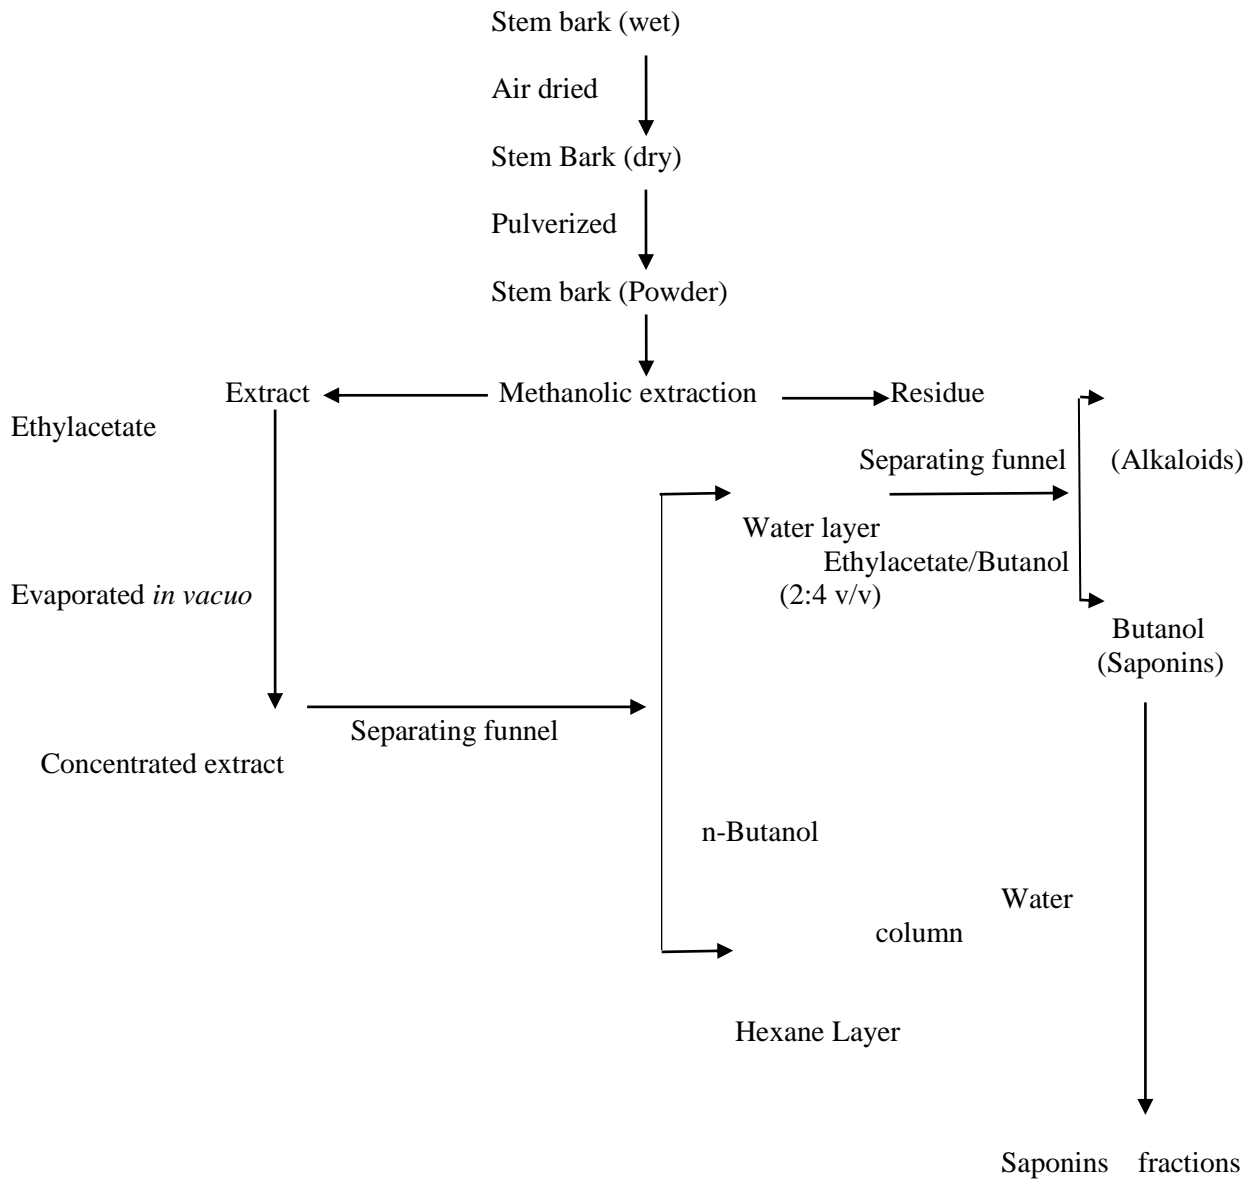 Stem bark (wet)
Air dried
Stem Bark (dry)
Pulverized
Stem bark (Powder)
Extract Methanolic extraction Residue
Ethylacetate
Separating funnel (Alkaloids)
Water layer
Ethylacetate/Butanol
Evaporated in vacuo (2:4 v/v)
Butanol
(Saponins)
Separating funnel
Concentrated extract
n-Butanol
Water
column
Hexane Layer
Saponins fractions